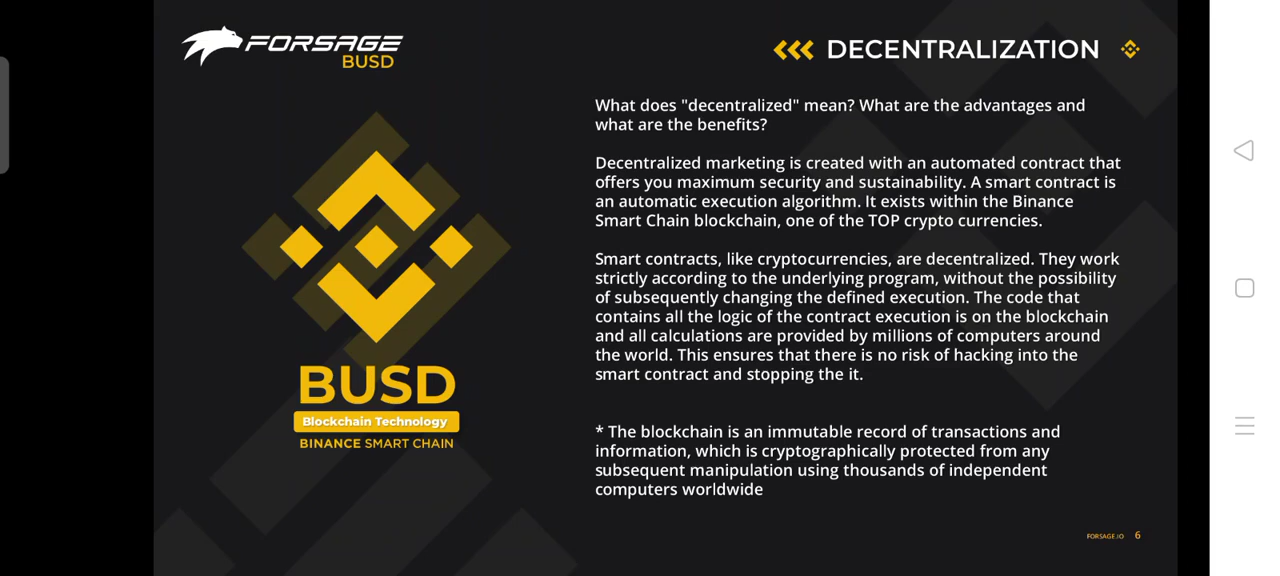 FORSAGE
BUSD
DECENTRALIZATION
What does "decentralized" mean? What are the advantages and
what are the benefits?
Decentralized marketing is created with an automated contract that
offers you maximum security and sustainability. A smart contract is
an automatic execution algorithm. It exists within the Binance
Smart Chain blockchain, one of the TOP crypto currencies.
Smart contracts, like cryptocurrencies, are decentralized. They work
strictly according to the underlying program, without the possibility
of subsequently changing the defined execution. The code that
contains all the logic of the contract execution is on the blockchain
and all calculations are provided by millions of computers around
the world. This ensures that there is no risk of hacking into the
smart contract and stopping the it.
* The blockchain is an immutable record of transactions and
information, which is cryptographically protected from any
subsequent manipulation using thousands of independent
computers worldwide
BUSD
Blockchain Technology
BINANCE SMART CHAIN
FORSAGE.IO 6